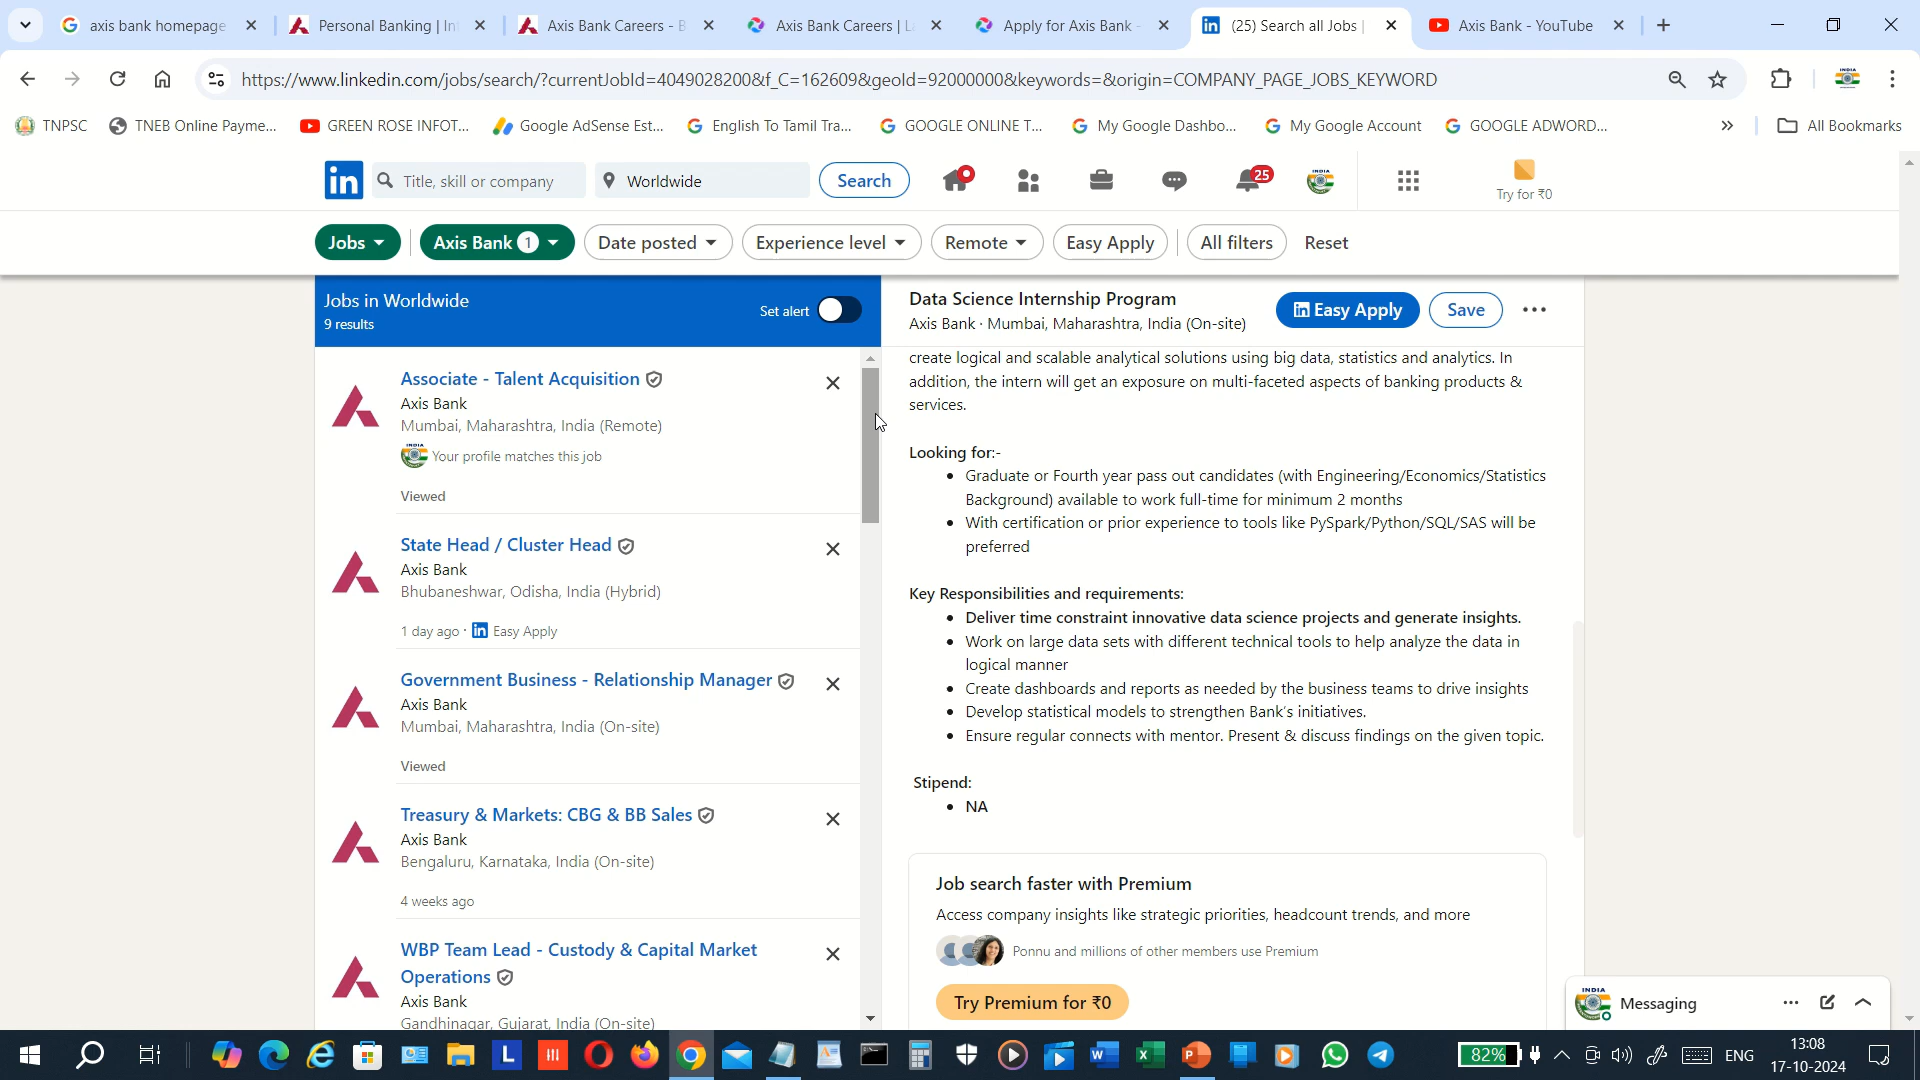 axis bank homepage
Personal Banking | In
Axis Bank Careers - B
Axis Bank Careers | L
Apply for Axis Bank -
(25) Search all Jobs |
Axis Bank - YouTube
https://www.linkedin.com/jobs/search/?currentJobId=4049028200&f_C=162609&geoId=92000000&keywords=&origin=COMPANY_PAGE_JOBS_KEYWORD
TNPSC
TNEB Online Payme...
GREEN ROSE INFOT...
Google AdSense Est...
English To Tamil Tra...
GOOGLE ONLINE T...
My Google Dashbo...
My Google Account
GOOGLE ADWORD...
All Bookmarks
in
Title, skill or company
Worldwide
Search
25
Try for ₹0
Jobs
Axis Bank 1
Date posted
Experience level
Remote
Easy Apply
All filters
Reset
Jobs in Worldwide
9 results
Set alert
Associate - Talent Acquisition
Axis Bank
Mumbai, Maharashtra, India (Remote)
Your profile matches this job
Viewed
State Head / Cluster Head
Axis Bank
Bhubaneshwar, Odisha, India (Hybrid)
1 day ago · in Easy Apply
Government Business - Relationship Manager
Axis Bank
Mumbai, Maharashtra, India (On-site)
Viewed
Treasury & Markets: CBG & BB Sales
Axis Bank
Bengaluru, Karnataka, India (On-site)
4 weeks ago
WBP Team Lead - Custody & Capital Market
Operations
Axis Bank
Gandhinagar, Gujarat, India (On-site)
Data Science Internship Program
Axis Bank · Mumbai, Maharashtra, India (On-site)
in Easy Apply
Save
create logical and scalable analytical solutions using big data, statistics and analytics. In
addition, the intern will get an exposure on multi-faceted aspects of banking products &
services.
Looking for:-
• Graduate or Fourth year pass out candidates (with Engineering/Economics/Statistics
Background) available to work full-time for minimum 2 months
• With certification or prior experience to tools like PySpark/Python/SQL/SAS will be
preferred
Key Responsibilities and requirements:
• Deliver time constraint innovative data science projects and generate insights.
• Work on large data sets with different technical tools to help analyze the data in
logical manner
• Create dashboards and reports as needed by the business teams to drive insights
• Develop statistical models to strengthen Bank's initiatives.
• Ensure regular connects with mentor. Present & discuss findings on the given topic.
Stipend:
• NA
Job search faster with Premium
Access company insights like strategic priorities, headcount trends, and more
Ponnu and millions of other members use Premium
Try Premium for ₹0
INDIA
Messaging
82%
ENG
13:08
17-10-2024